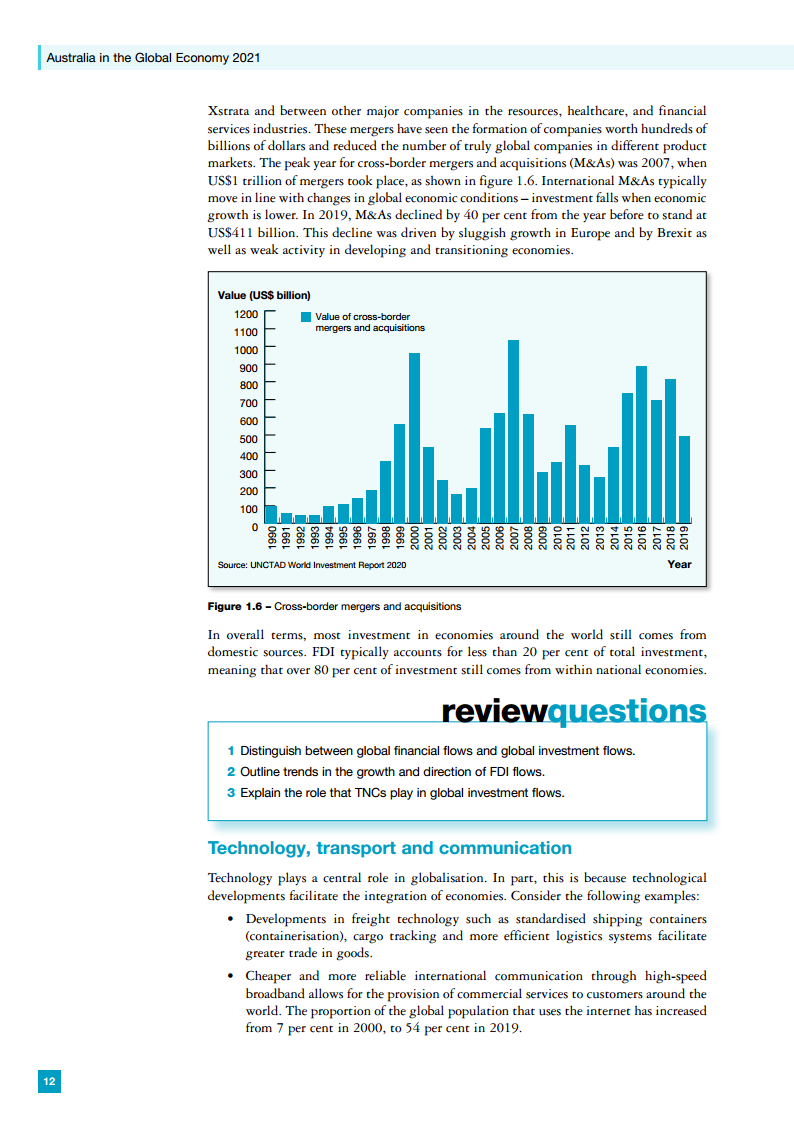 Australia in the Global Economy 2021
Xstrata and between other major companies in the resources, healthcare, and financial
services industries. These mergers have seen the formation of companies worth hundreds of
billions of dollars and reduced the number of truly global companies in different product
markets. The peak year for cross-border mergers and acquisitions (M&As) was 2007, when
US$1 trillion of mergers took place, as shown in figure 1.6. International M&As typically
move in line with changes in global economic conditions – investment falls when economic
growth is lower. In 2019, M&As declined by 40 per cent from the year before to stand at
US$411 billion. This decline was driven by sluggish growth in Europe and by Brexit as
well as weak activity in developing and transitioning economies.
Value (US$ billion)
Value of cross-border
mergers and acquisitions
1200
1100
1000
900
800
700
600
500
400
300
200
100
0
1990
1991
1992
1993
1994
1995
1996
1997
1998
1999
2000
2001
2002
2003
2004
2005
2006
2007
2008
2009
2010
2011
2012
2013
2014
2015
2016
2017
2018
2019
Source: UNCTAD World Investment Report 2020
Year
Figure 1.6 – Cross-border mergers and acquisitions
In overall terms, most investment in economies around the world still comes from
domestic sources. FDI typically accounts for less than 20 per cent of total investment,
meaning that over 80 per cent of investment still comes from within national economies.
reviewquestions
1 Distinguish between global financial flows and global investment flows.
2 Outline trends in the growth and direction of FDI flows.
3 Explain the role that TNCs play in global investment flows.
Technology, transport and communication
Technology plays a central role in globalisation. In part, this is because technological
developments facilitate the integration of economies. Consider the following examples:
• Developments in freight technology such as standardised shipping containers
(containerisation), cargo tracking and more efficient logistics systems facilitate
greater trade in goods.
• Cheaper and more reliable international communication through high-speed
broadband allows for the provision of commercial services to customers around the
world. The proportion of the global population that uses the internet has increased
from 7 per cent in 2000, to 54 per cent in 2019.
12